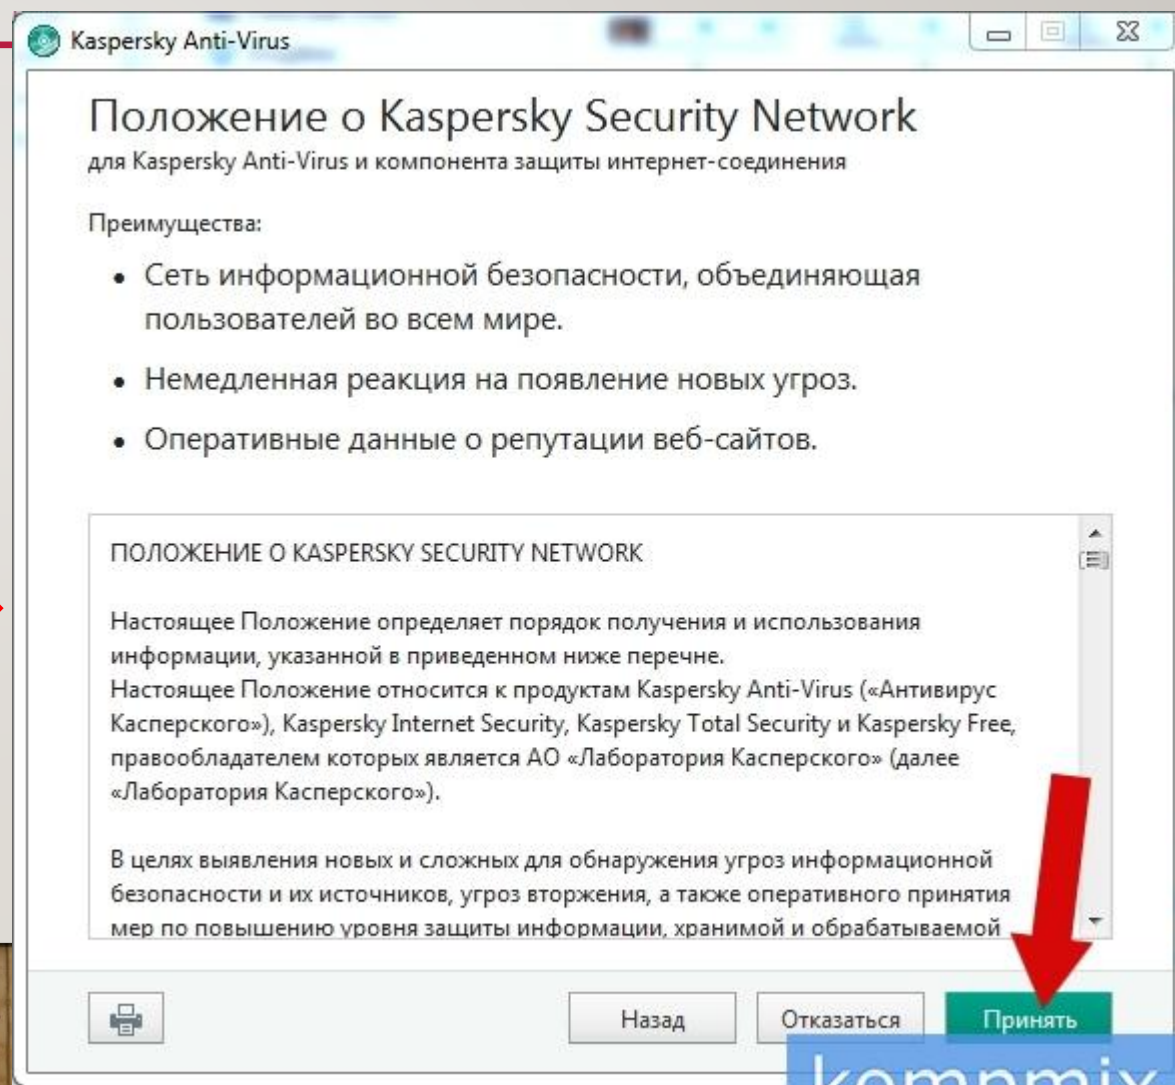 Kaspersky Anti-Virus
Положение о Kaspersky Security Network
для Kaspersky Anti-Virus и компонента защиты интернет-соединения
Преимущества:
• Сеть информационной безопасности, объединяющая
пользователей во всем мире.
• Немедленная реакция на появление новых угроз.
• Оперативные данные о репутации веб-сайтов.
ПОЛОЖЕНИЕ О KASPERSKY SECURITY NETWORK
Настоящее Положение определяет порядок получения и использования
информации, указанной в приведенном ниже перечне.
Настоящее Положение относится к продуктам Kaspersky Anti-Virus («Антивирус
Касперского»), Kaspersky Internet Security, Kaspersky Total Security и Kaspersky Free,
правообладателем которых является АО «Лаборатория Касперского» (далее
«Лаборатория Касперского»).
В целях выявления новых и сложных для обнаружения угроз информационной
безопасности и их источников, угроз вторжения, а также оперативного принятия
мер по повышению уровня защиты информации, хранимой и обрабатываемой
Назад Отказаться Принять
kompmix